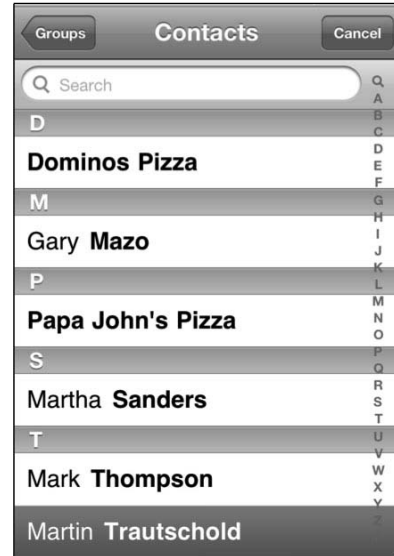 Groups Contacts Cancel
Search
D
Dominos Pizza
M
Gary Mazo
P
Papa John's Pizza
S
Martha Sanders
T
Mark Thompson
Martin Trautschold
A
B
C
D
E
F
G
H
I
J
K
L
M
N
O
P
Q
R
S
T
U
V
W
X
Y
Z